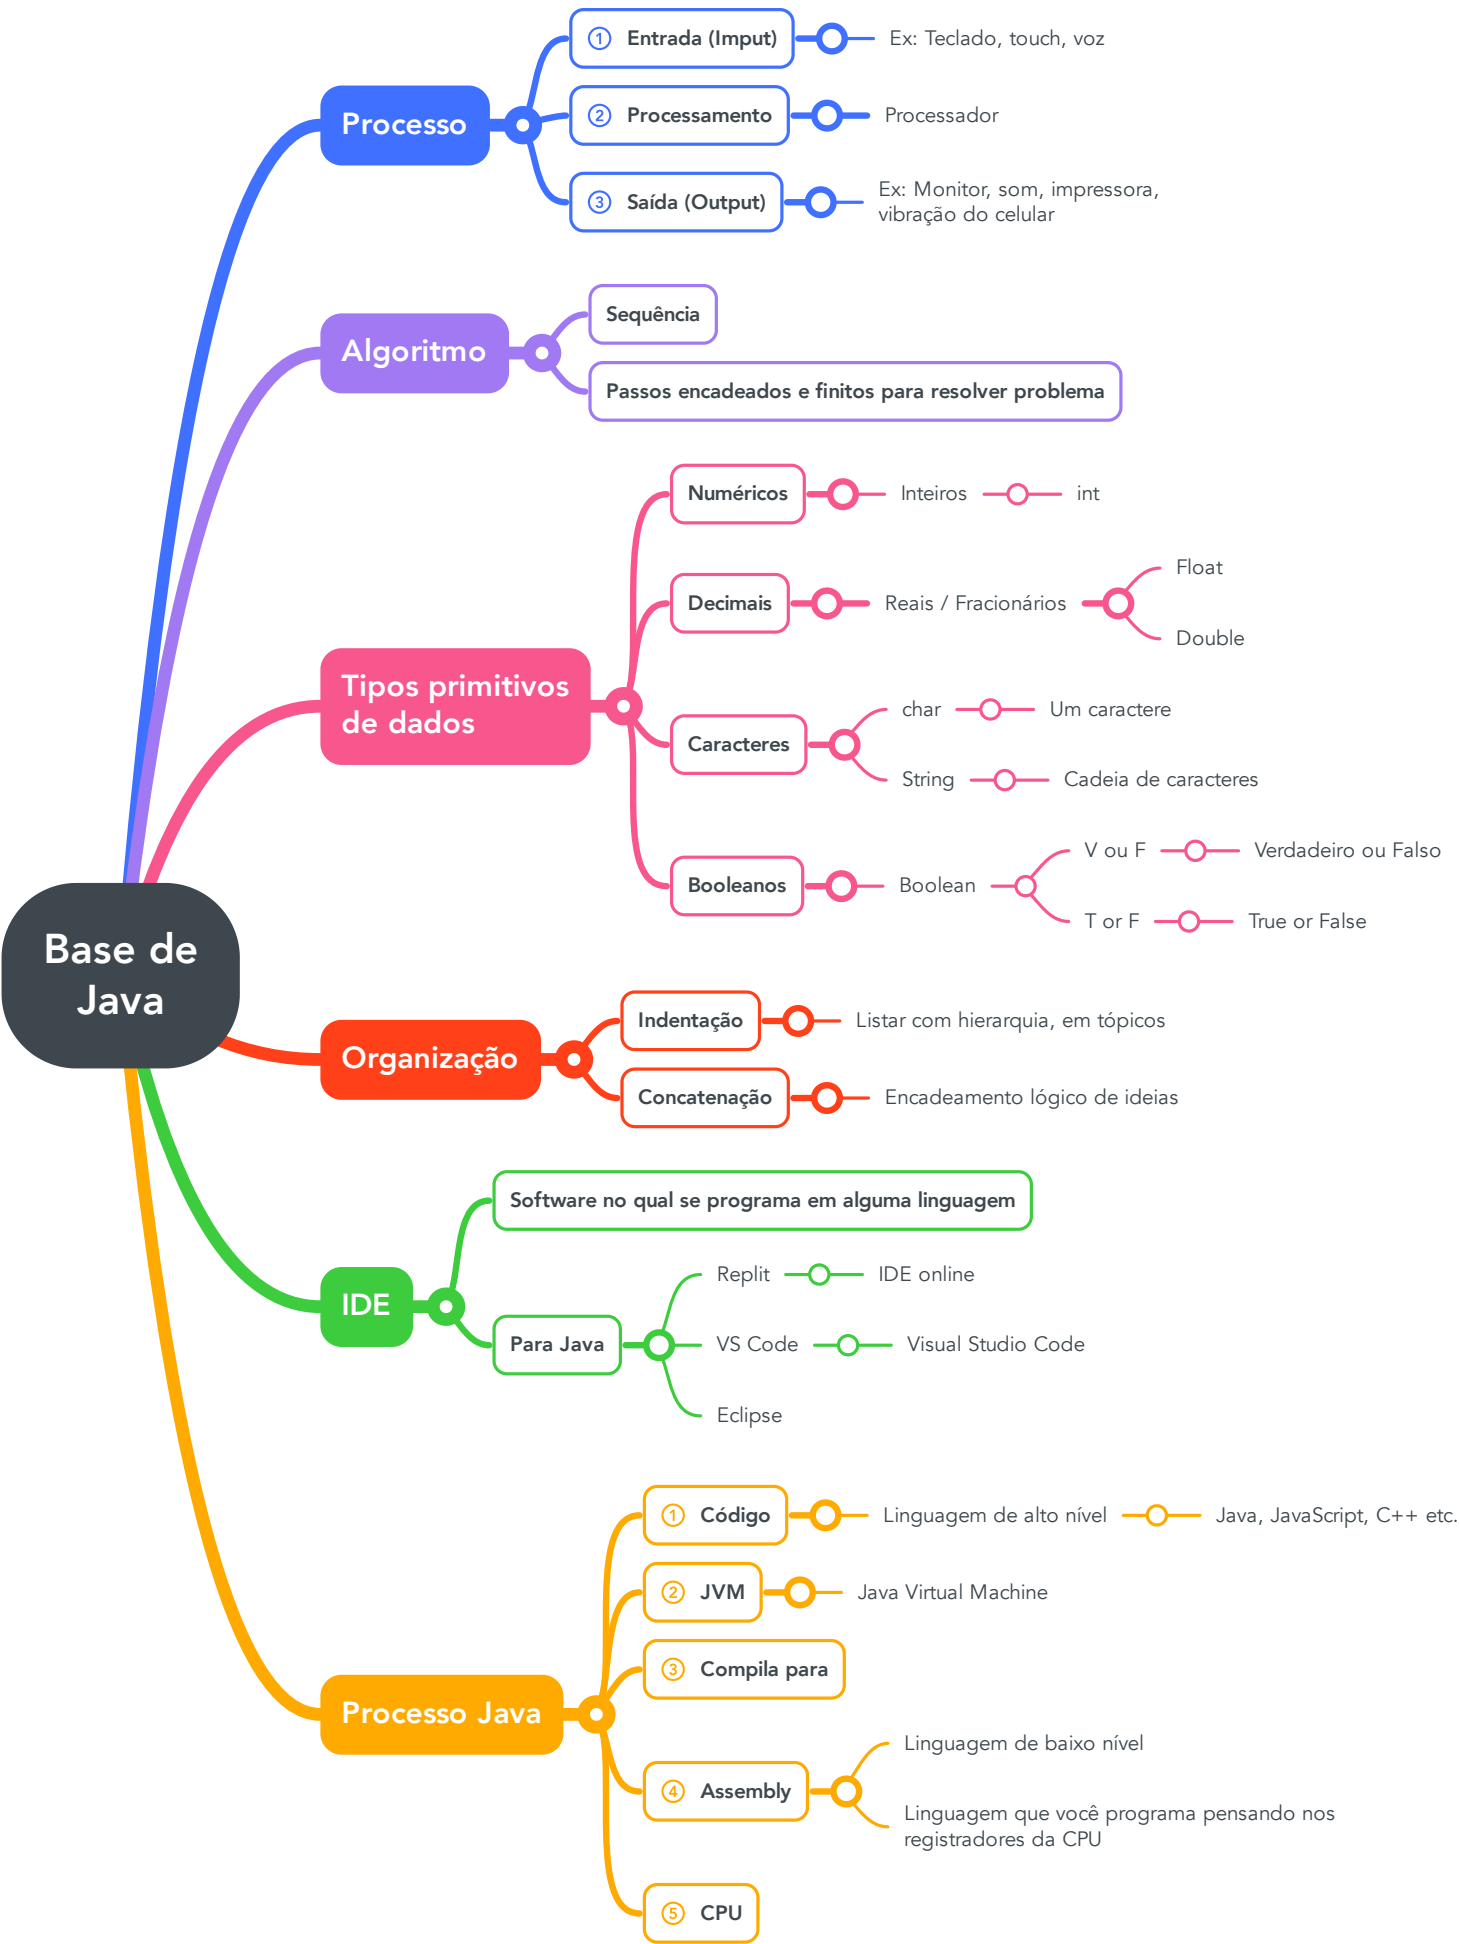 Base de
Java
Processo
1 Entrada (Imput)
Ex: Teclado, touch, voz
2 Processamento
Processador
3 Saída (Output)
Ex: Monitor, som, impressora,
vibração do celular
Algoritmo
Sequência
Passos encadeados e finitos para resolver problema
Tipos primitivos
de dados
Numéricos
Inteiros
int
Decimais
Reais / Fracionários
Float
Double
Caracteres
char
Um caractere
String
Cadeia de caracteres
Booleanos
Boolean
V ou F
Verdadeiro ou Falso
T or F
True or False
Organização
Indentação
Listar com hierarquia, em tópicos
Concatenação
Encadeamento lógico de ideias
IDE
Software no qual se programa em alguma linguagem
Para Java
Replit
IDE online
VS Code
Visual Studio Code
Eclipse
Processo Java
1 Código
Linguagem de alto nível
Java, JavaScript, C++ etc.
2 JVM
Java Virtual Machine
3 Compila para
4 Assembly
Linguagem de baixo nível
Linguagem que você programa pensando nos
registradores da CPU
5 CPU